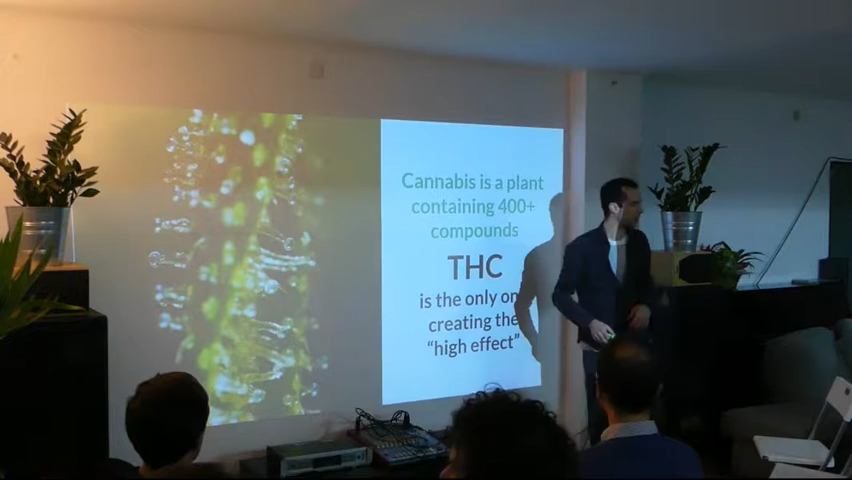 Cannabis is a plant
containing 400+
compounds
THC
is the only
creating the
“high effect”